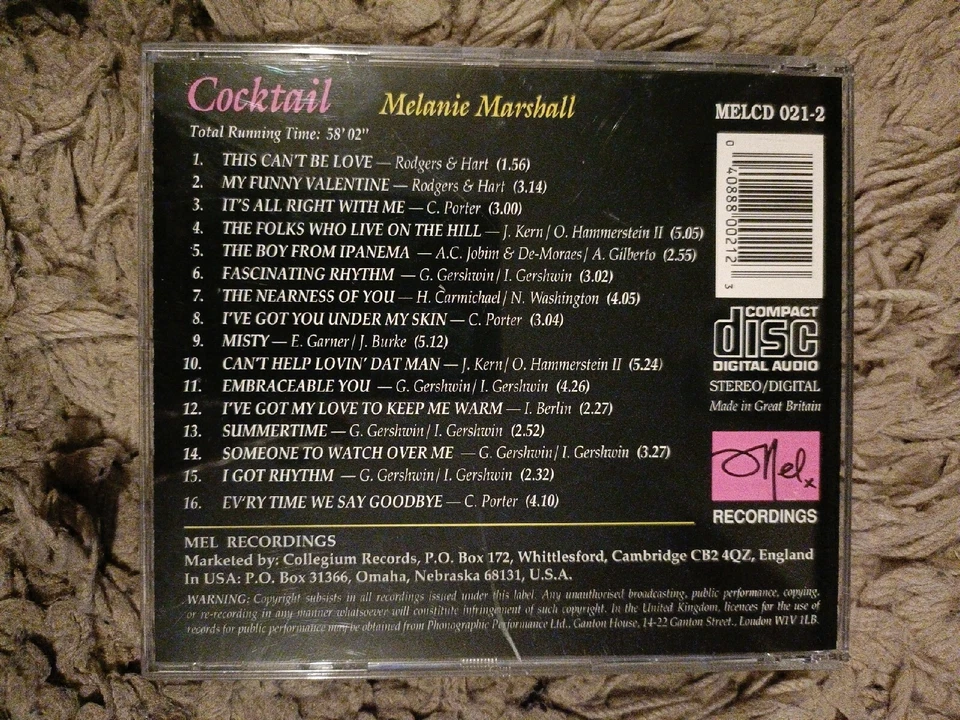 Cocktail Melanie Marshall
Total Running Time: 58' 02"
1. THIS CAN'T BE LOVE — Rodgers & Hart (1.56)
2. MY FUNNY VALENTINE — Rodgers & Hart (3.14)
3. IT'S ALL RIGHT WITH ME — C. Porter (3.00)
4. THE FOLKS WHO LIVE ON THE HILL — J. Kern / O. Hammerstein II (5.05)
5. THE BOY FROM IPANEMA — A.C. Jobim & De-Moraes / A. Gilberto (2.55)
6. FASCINATING RHYTHM — G. Gershwin / I. Gershwin (3.02)
7. THE NEARNESS OF YOU — H. Carmichael / N. Washington (4.05)
8. I'VE GOT YOU UNDER MY SKIN — C. Porter (3.04)
9. MISTY — E. Garner / J. Burke (5.12)
10. CAN'T HELP LOVIN' DAT MAN — J. Kern / O. Hammerstein II (5.24)
11. EMBRACEABLE YOU — G. Gershwin / I. Gershwin (4.26)
12. I'VE GOT MY LOVE TO KEEP ME WARM — I. Berlin (2.27)
13. SUMMERTIME — G. Gershwin / I. Gershwin (2.52)
14. SOMEONE TO WATCH OVER ME — G. Gershwin / I. Gershwin (3.27)
15. I GOT RHYTHM — G. Gershwin / I. Gershwin (2.32)
16. EV'RY TIME WE SAY GOODBYE — C. Porter (4.10)
MELCD 021-2
0 40888 00212 3
COMPACT
disc
DIGITAL AUDIO
STEREO/DIGITAL
Made in Great Britain
Mel x
RECORDINGS
MEL RECORDINGS
Marketed by: Collegium Records, P.O. Box 172, Whittlesford, Cambridge CB2 4QZ, England
In USA: P.O. Box 31366, Omaha, Nebraska 68131, U.S.A.
WARNING: Copyright subsists in all recordings issued under this label. Any unauthorised broadcasting, public performance, copying,
or re-recording in any manner whatsoever will constitute infringement of such copyright. In the United Kingdom, licences for the use of
records for public performance may be obtained from Phonographic Performance Ltd., Ganton House, 14-22 Ganton Street., London W1V 1LB.